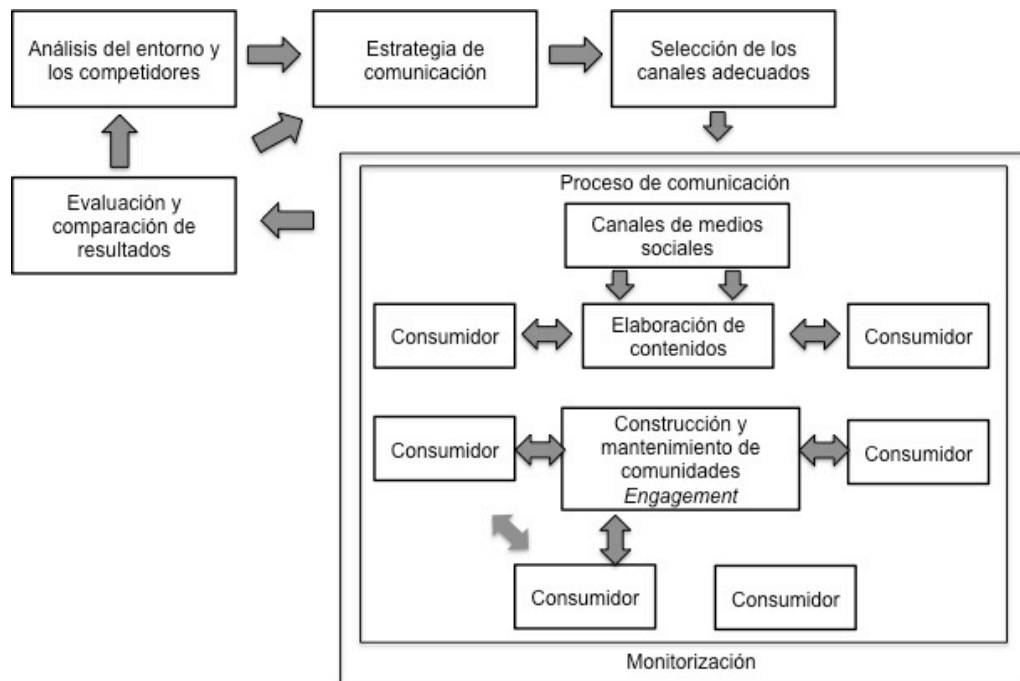 Análisis del entorno y
los competidores
Estrategia de
comunicación
Selección de los
canales adecuados
Evaluación y
comparación de
resultados
Proceso de comunicación
Canales de medios
sociales
Consumidor
Elaboración de
contenidos
Consumidor
Consumidor
Construcción y
mantenimiento de
comunidades
Engagement
Consumidor
Consumidor
Consumidor
Monitorización